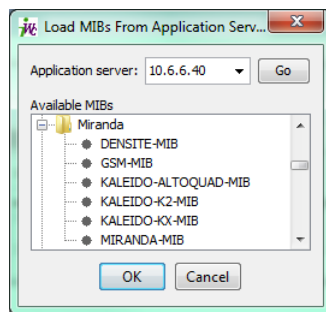 Load MIBs From Application Serv...
Application server: 10.6.6.40 Go
Available MIBs
Miranda
DENSITE-MIB
GSM-MIB
KALEIDO-ALTOQUAD-MIB
KALEIDO-K2-MIB
KALEIDO-KX-MIB
MIRANDA-MIB
OK Cancel